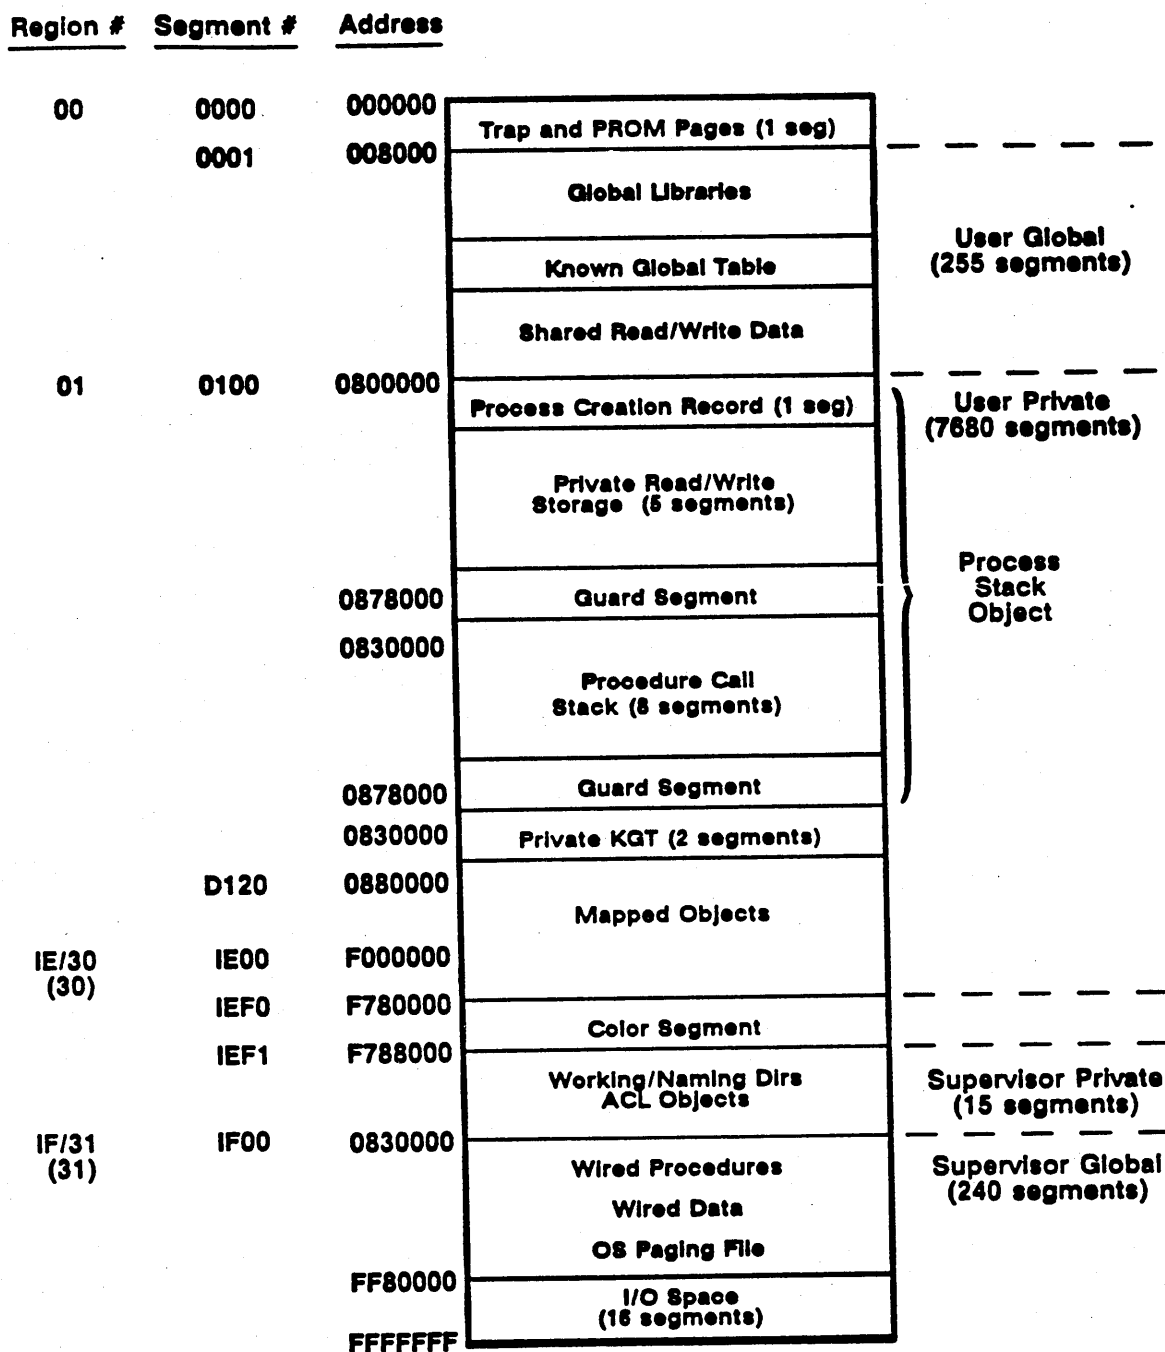 Region # Segment # Address
00 0000 000000
Trap and PROM Pages (1 seg)
0001 008000
Global Libraries
User Global
(255 segments)
Known Global Table
Shared Read/Write Data
01 0100 0800000
Process Creation Record (1 seg)
User Private
(7680 segments)
Private Read/Write
Storage (5 segments)
Process
Stack
Object
0878000 Guard Segment
0830000
Procedure Call
Stack (8 segments)
0878000 Guard Segment
0830000 Private KGT (2 segments)
D120 0880000
Mapped Objects
IE/30 IE00 F000000
(30)
IEF0 F780000
Color Segment
IEF1 F788000
Working/Naming Dirs
ACL Objects
Supervisor Private
(15 segments)
IF/31 IF00 0830000
(31)
Wired Procedures
Supervisor Global
(240 segments)
Wired Data
OS Paging File
FF80000
I/O Space
(16 segments)
FFFFFFF